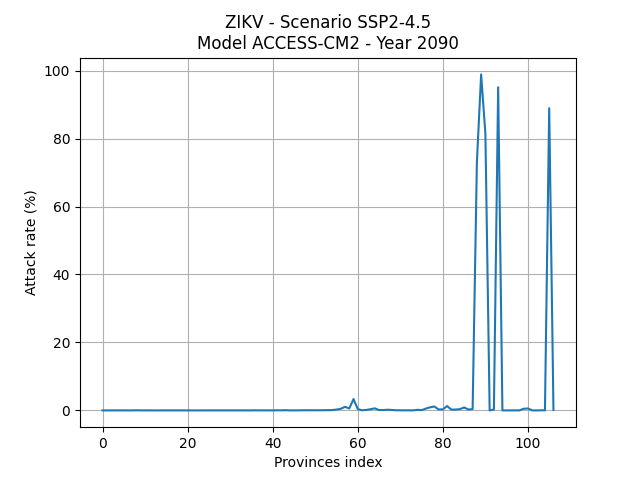 ZIKV - Scenario SSP2-4.5
Model ACCESS-CM2 - Year 2090
100
80
60
40
20
0
Attack rate (%)
0 20 40 60 80 100
Provinces index